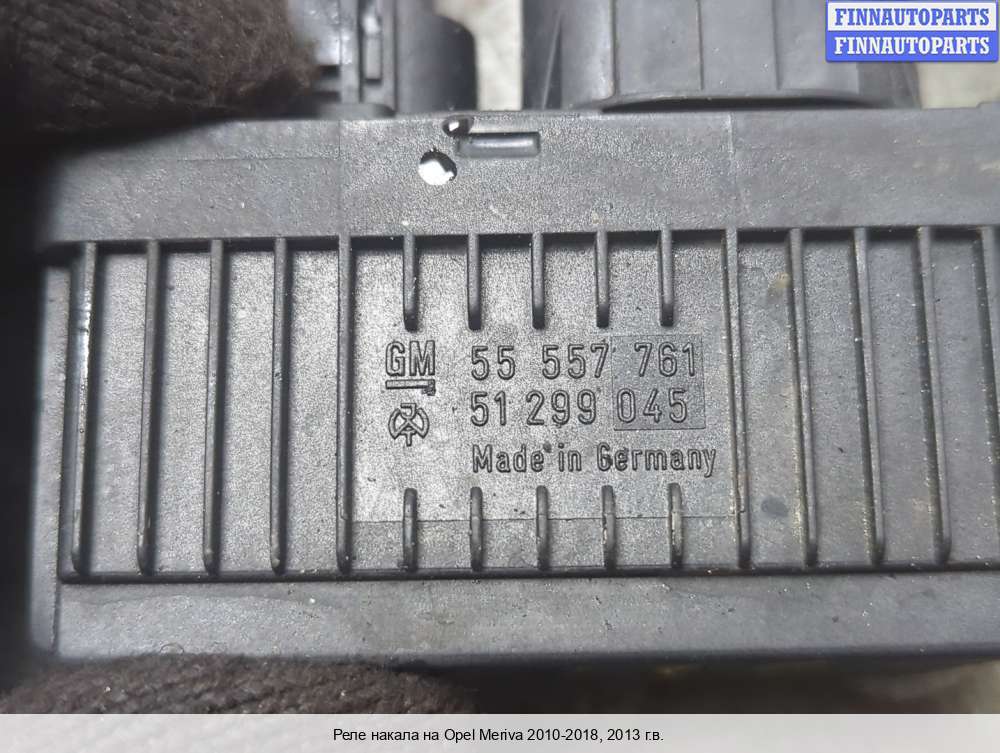 FINNAUTOPARTS
FINNAUTOPARTS
GM 55 557 761
51 299 045
Made in Germany
Реле накала на Opel Meriva 2010-2018, 2013 г.в.